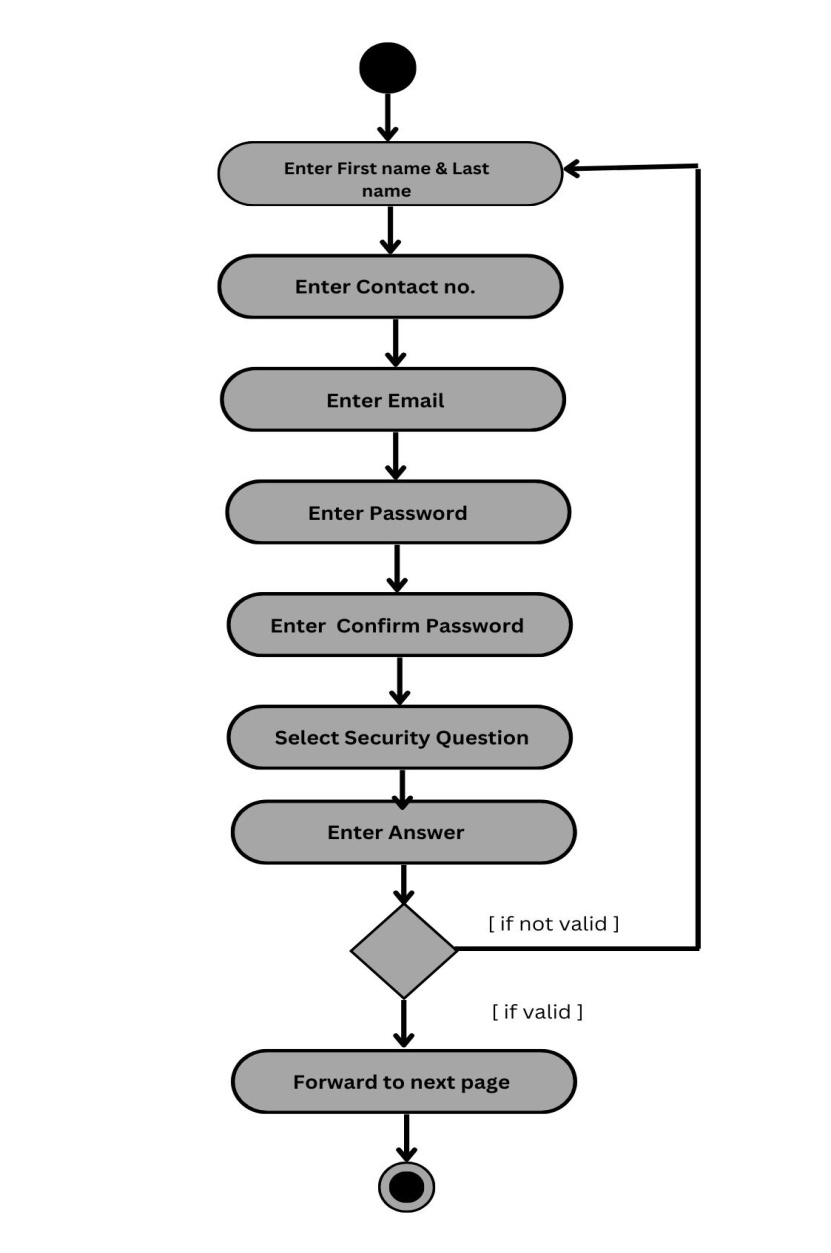 Enter First name & Last
name
Enter Contact no.
Enter Email
Enter Password
Enter  Confirm Password
Select Security Question
Enter Answer
[ if not valid ]
[ if valid ]
Forward to next page